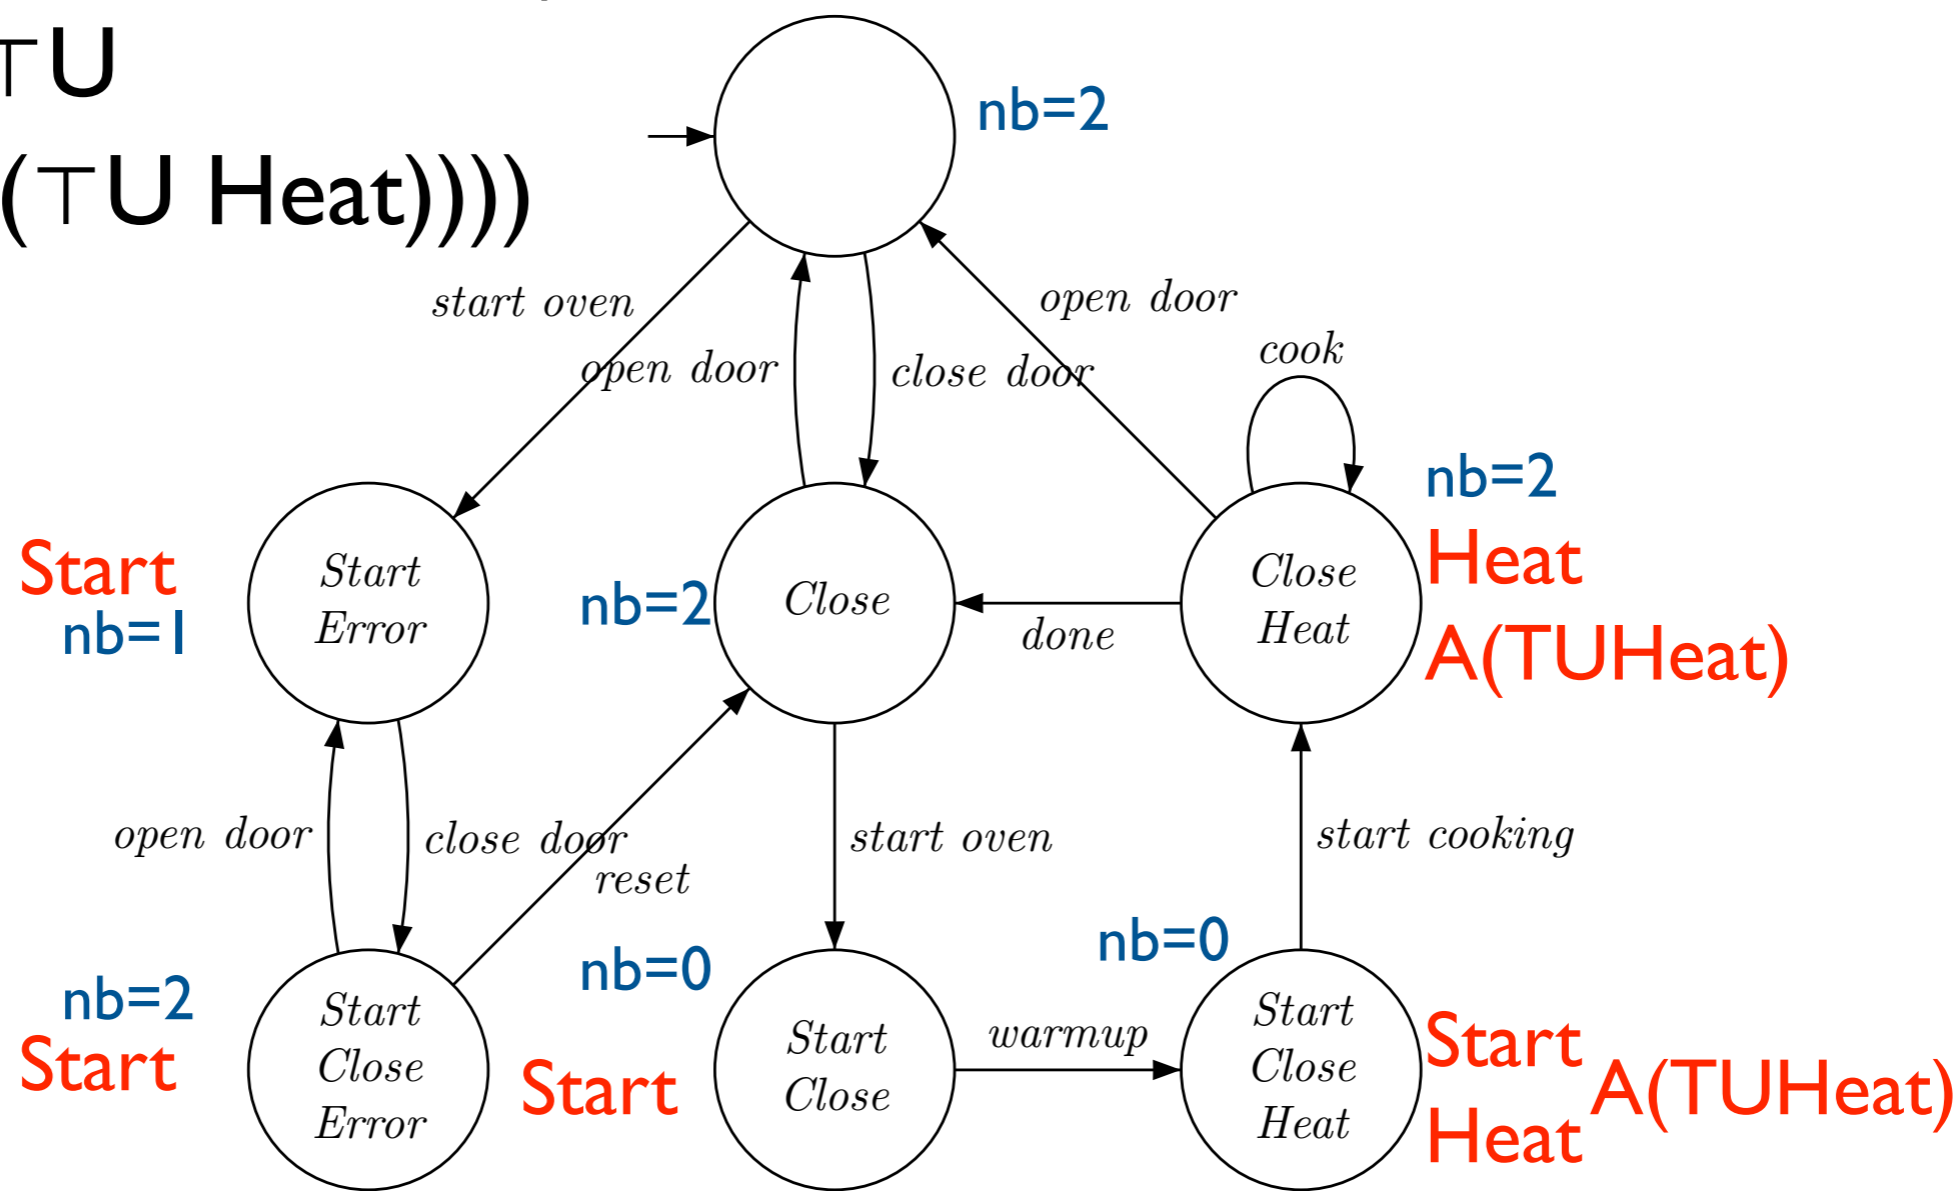 ⊤U
(⊤U Heat))))
nb=2
start oven
open door
open door
close door
cook
nb=2
Start
nb=1
Start
Error
nb=2
Close
done
Close
Heat
Heat
A(TUHeat)
open door
close door
reset
start oven
start cooking
nb=2
Start
Start
Close
Error
nb=0
Start
Start
Close
warmup
nb=0
Start
Close
Heat
Start
Heat
A(TUHeat)